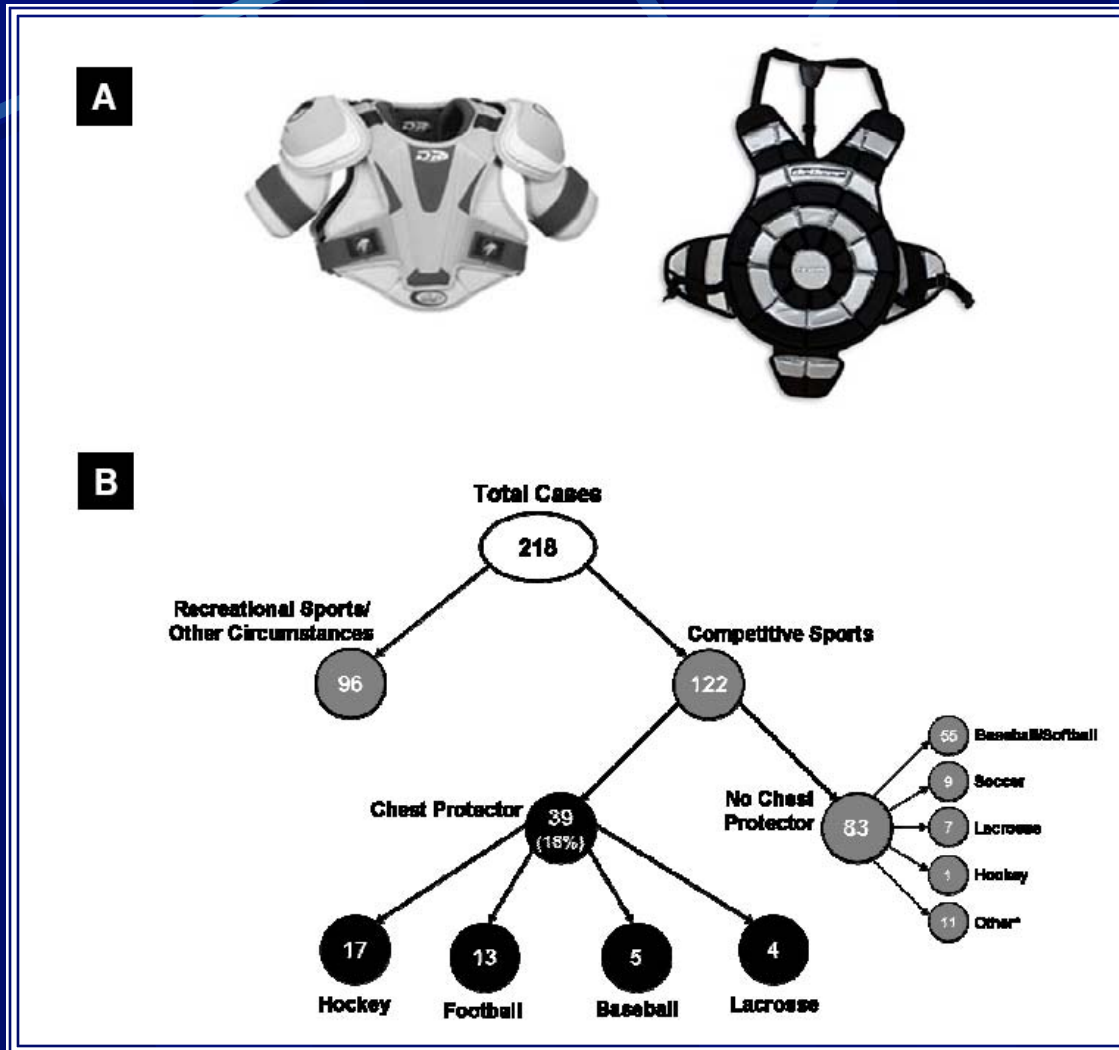 A
B
Total Cases
218
Recreational Sports/
Other Circumstances
96
Competitive Sports
122
Chest Protector
39
(18%)
No Chest
Protector
83
55
Baseball/Softball
9
Soccer
7
Lacrosse
1
Hockey
11
Other*
17
13
5
4
Hockey
Football
Baseball
Lacrosse